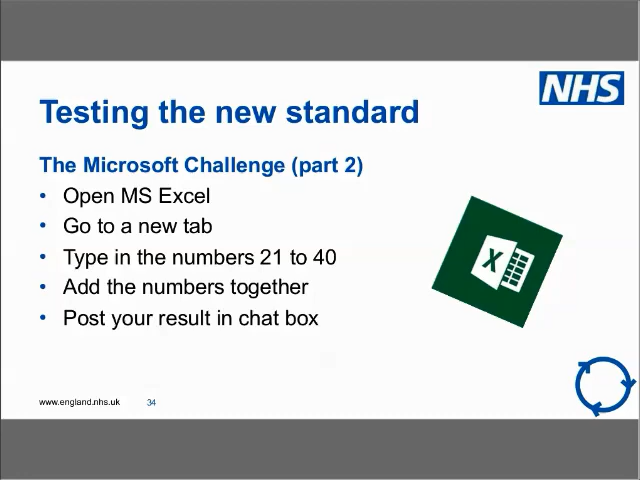 NHS
Testing the new standard
The Microsoft Challenge (part 2)
• Open MS Excel
• Go to a new tab
• Type in the numbers 21 to 40
• Add the numbers together
• Post your result in chat box
X
www.england.nhs.uk 34